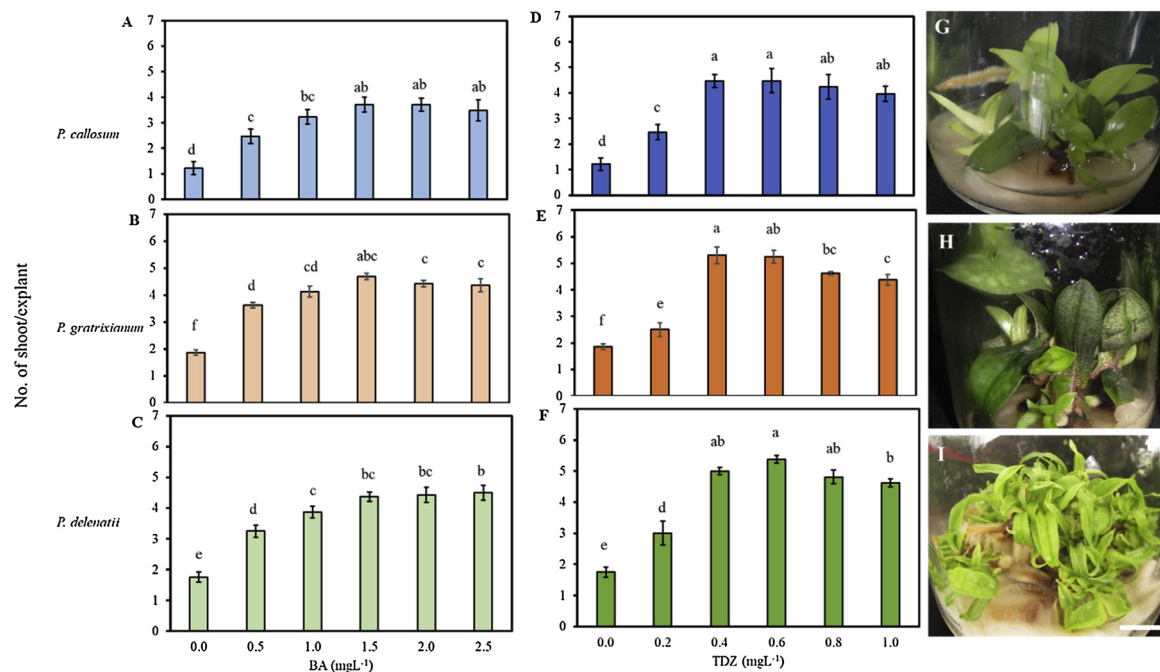 A
7
6
5
4
3
2
1
0
d
c
bc
ab
ab
ab
P. callosum
B
7
6
5
4
3
2
1
0
f
d
cd
abc
c
c
P. gratrixianum
No. of shoot/explant
C
7
6
5
4
3
2
1
0
e
d
c
bc
bc
b
P. delenatii
0.0 0.5 1.0 1.5 2.0 2.5
BA (mgL-1)
D
7
6
5
4
3
2
1
0
d
c
a
a
ab
ab
E
7
6
5
4
3
2
1
0
f
e
a
ab
bc
c
F
7
6
5
4
3
2
1
0
e
d
ab
a
ab
b
0.0 0.2 0.4 0.6 0.8 1.0
TDZ (mgL-1)
G
H
I